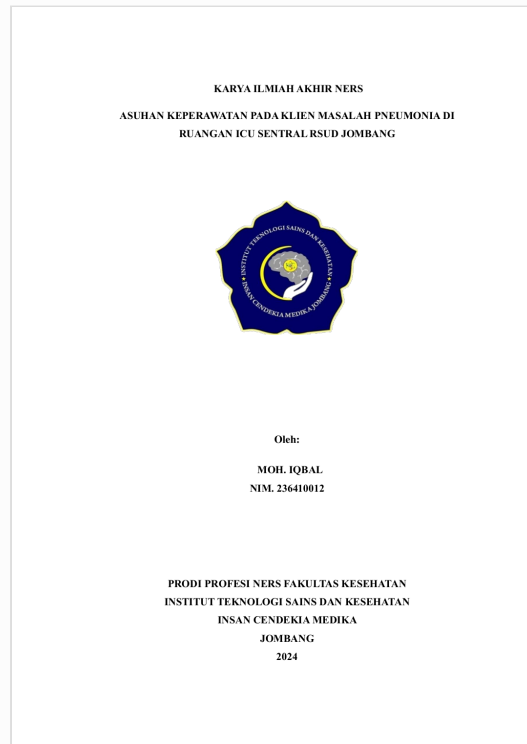 KARYA ILMIAH AKHIR NERS
ASUHAN KEPERAWATAN PADA KLIEN MASALAH PNEUMONIA DI
RUANGAN ICU SENTRAL RSUD JOMBANG
INSTITUT TEKNOLOGI SAINS DAN KESEHATAN
INSAN CENDEKIA MEDIKA JOMBANG
Oleh:
MOH. IQBAL
NIM. 236410012
PRODI PROFESI NERS FAKULTAS KESEHATAN
INSTITUT TEKNOLOGI SAINS DAN KESEHATAN
INSAN CENDEKIA MEDIKA
JOMBANG
2024